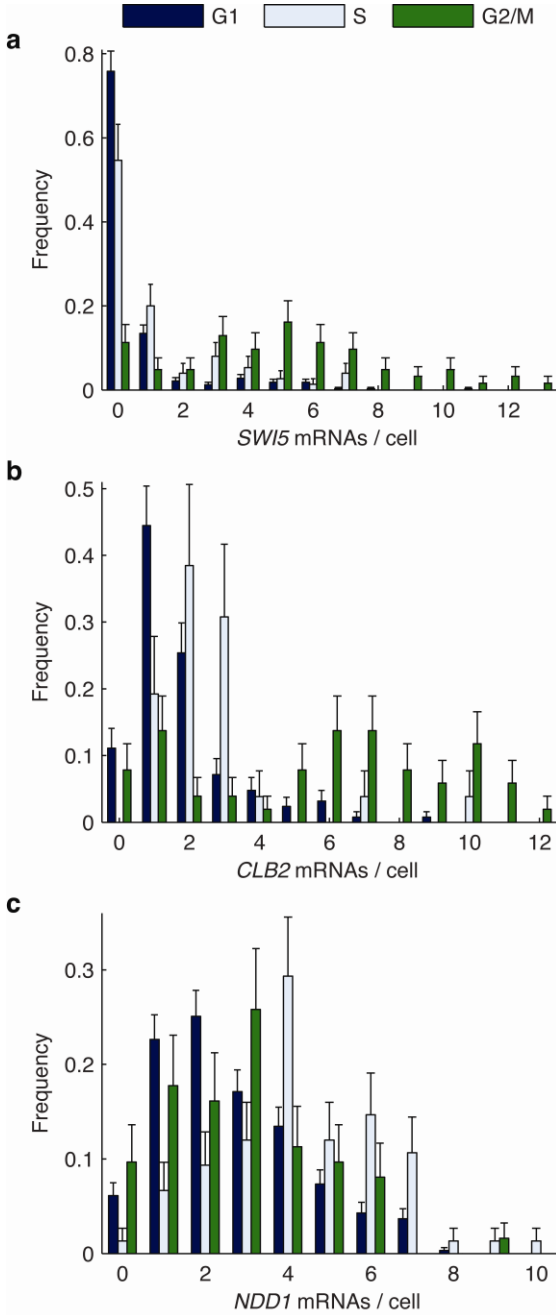 G1 S G2/M
a
0.8
0.6
0.4
0.2
0
Frequency
0 2 4 6 8 10 12
SWI5 mRNAs / cell
b
0.5
0.4
0.3
0.2
0.1
0
Frequency
0 2 4 6 8 10 12
CLB2 mRNAs / cell
c
0.3
0.2
0.1
0
Frequency
0 2 4 6 8 10
NDD1 mRNAs / cell